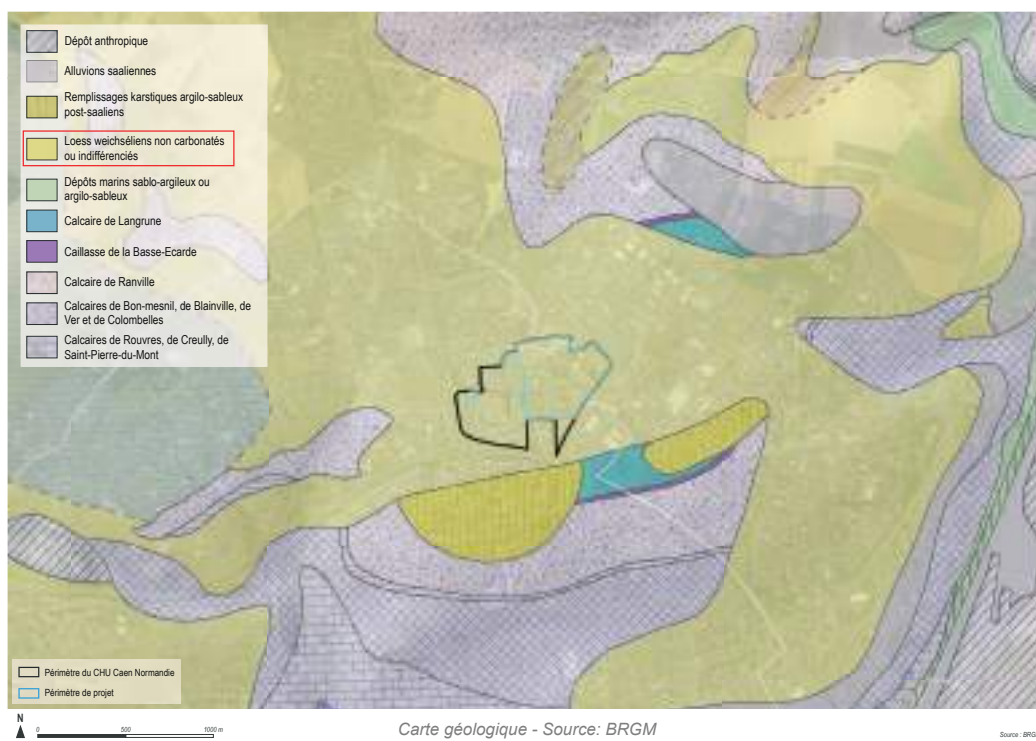 Dépôt anthropique
Alluvions saaliennes
Remplissages karstiques argilo-sableux
post-saaliens
Loess weichséliens non carbonatés
ou indifférenciés
Dépôts marins sablo-argileux ou
argilo-sableux
Calcaire de Langrune
Caillasse de la Basse-Ecarde
Calcaire de Ranville
Calcaires de Bon-mesnil, de Blainville, de
Ver et de Colombelles
Calcaires de Rouvres, de Creully, de
Saint-Pierre-du-Mont
Périmètre du CHU Caen Normandie
Périmètre de projet
N
0 500 1000 m
Carte géologique - Source: BRGM
Source : BRGM